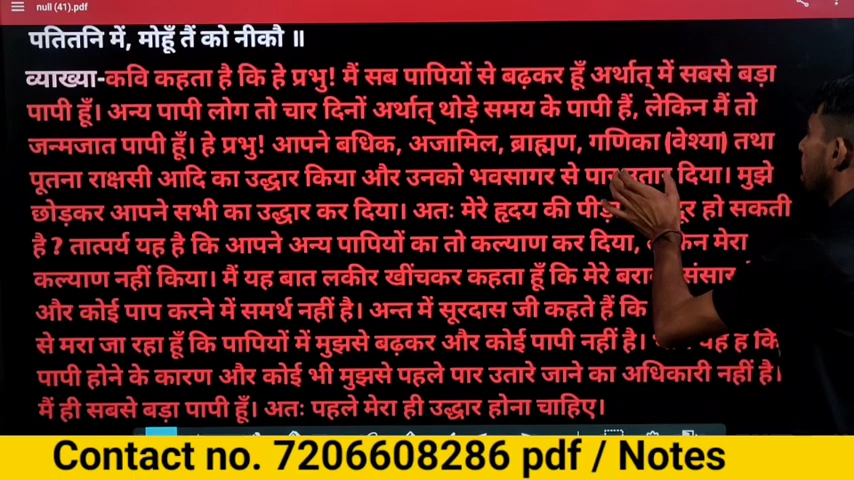 null (41).pdf
पतितनि में, मोहूँ तैं को नीकौ ॥
व्याख्या-कवि कहता है कि हे प्रभु! मैं सब पापियों से बढ़कर हूँ अर्थात् में सबसे बड़ा
पापी हूँ। अन्य पापी लोग तो चार दिनों अर्थात् थोड़े समय के पापी हैं, लेकिन मैं तो
जन्मजात पापी हूँ। हे प्रभु! आपने बधिक, अजामिल, ब्राह्मण, गणिका (वेश्या) तथा
पूतना राक्षसी आदि का उद्धार किया और उनको भवसागर से पार उतार दिया। मुझे
छोड़कर आपने सभी का उद्धार कर दिया। अतः मेरे हृदय की हो सकती
है ? तात्पर्य यह है कि आपने अन्य पापियों का तो कल्याण कर दिया, मेरा
कल्याण नहीं किया। मैं यह बात लकीर खींचकर कहता हूँ कि मेरे संसार
और कोई पाप करने में समर्थ नहीं है। अन्त में सूरदास जी कहते हैं कि
से मरा जा रहा हूँ कि पापियों में मुझसे बढ़कर और कोई पापी नहीं है। यह है कि
पापी होने के कारण और कोई भी मुझसे पहले पार उतारे जाने का अधिकारी नहीं है।
मैं ही सबसे बड़ा पापी हूँ। अतः पहले मेरा ही उद्धार होना चाहिए।
Contact no. 7206608286 pdf / Notes